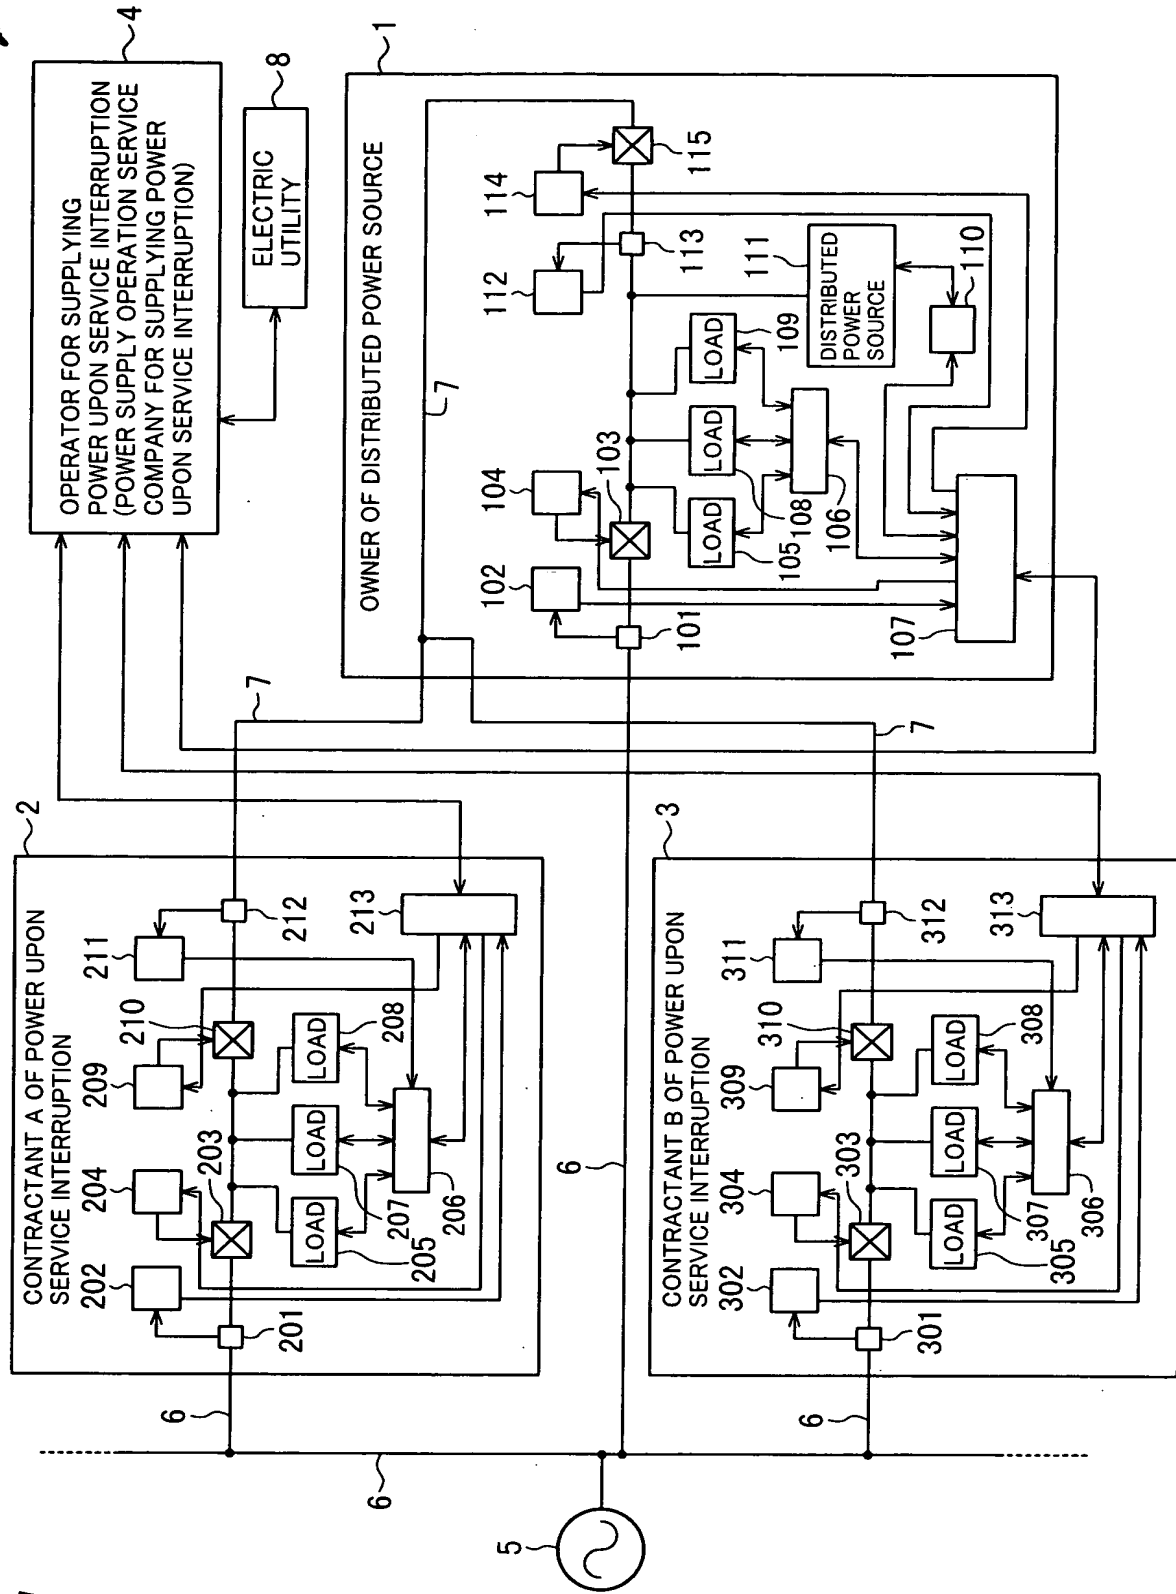 OPERATOR FOR SUPPLYING
POWER UPON SERVICE INTERRUPTION
(POWER SUPPLY OPERATION SERVICE
COMPANY FOR SUPPLYING POWER
UPON SERVICE INTERRUPTION)
4
ELECTRIC
UTILITY
8
1
OWNER OF DISTRIBUTED POWER SOURCE
7
114
115
112
113
104
103
102
101
LOAD
105
LOAD
108
LOAD
109
106
DISTRIBUTED
POWER
SOURCE
111
110
107
2
CONTRACTANT A OF POWER UPON
SERVICE INTERRUPTION
202
201
204
203
209
210
211
212
LOAD
205
LOAD
207
LOAD
208
206
213
7
7
3
CONTRACTANT B OF POWER UPON
SERVICE INTERRUPTION
302
301
304
303
309
310
311
312
LOAD
305
LOAD
307
LOAD
308
306
313
6
6
6
6
5